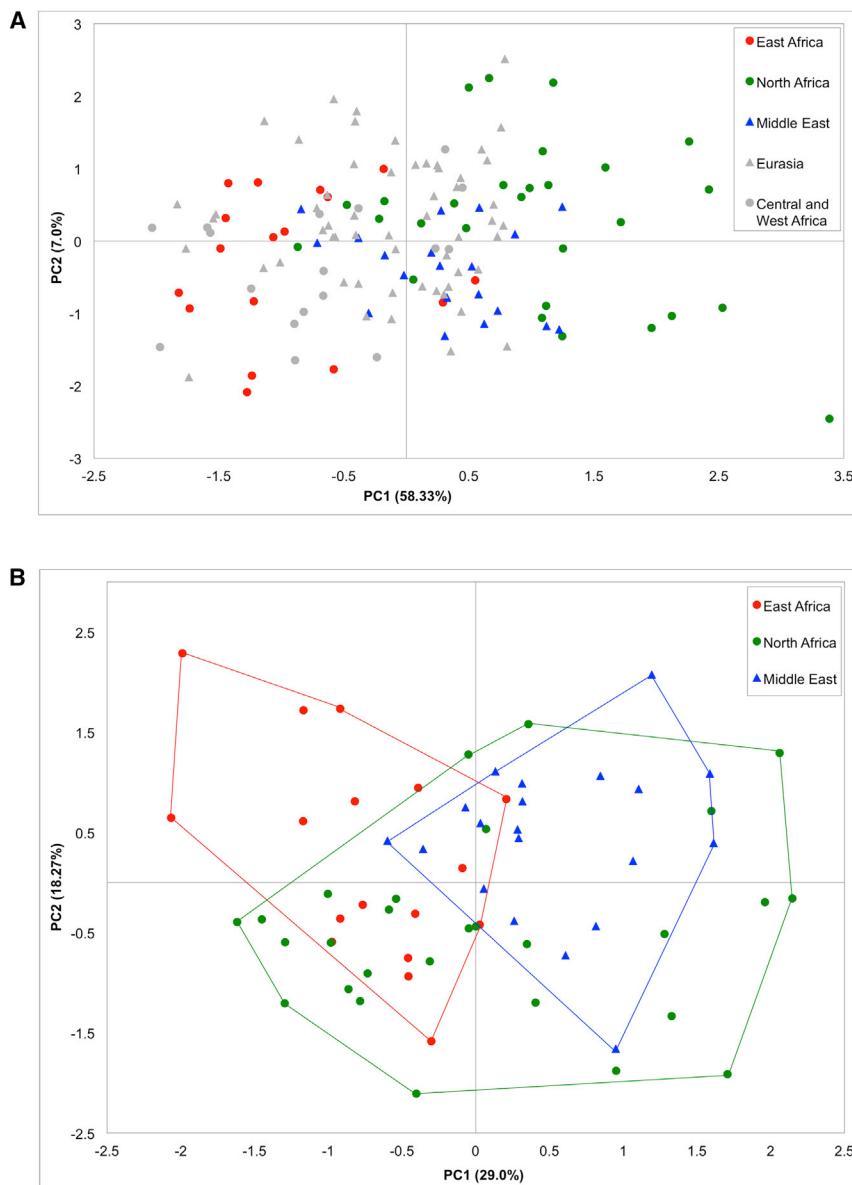 A
3
2
1
0
-1
-2
-3
PC2 (7.0%)
-2.5
-1.5
-0.5
0.5
1.5
2.5
3.5
PC1 (58.33%)
East Africa
North Africa
Middle East
Eurasia
Central and
West Africa
B
2.5
1.5
0.5
-0.5
-1.5
-2.5
PC2 (18.27%)
-2.5
-2
-1.5
-1
-0.5
0
0.5
1
1.5
2
2.5
PC1 (29.0%)
East Africa
North Africa
Middle East